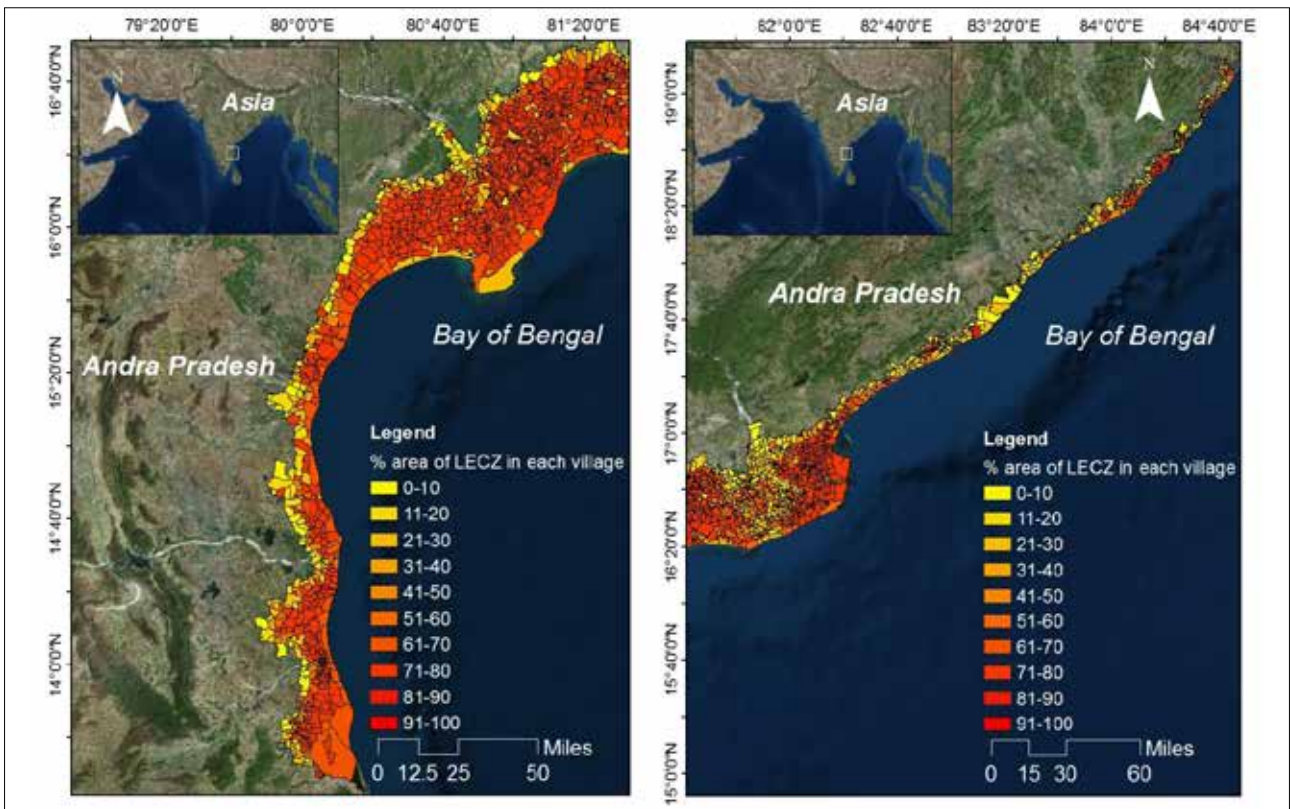 79°20'0"E 80°0'0"E 80°40'0"E 81°20'0"E
16°40'0"N
16°0'0"N
15°20'0"N
14°40'0"N
14°0'0"N
N
Asia
Andra Pradesh
Bay of Bengal
Legend
% area of LECZ in each village
0-10
11-20
21-30
31-40
41-50
51-60
61-70
71-80
81-90
91-100
Miles
0 12.5 25 50
82°0'0"E 82°40'0"E 83°20'0"E 84°0'0"E 84°40'0"E
19°0'0"N
18°20'0"N
17°40'0"N
17°0'0"N
16°20'0"N
15°40'0"N
15°0'0"N
N
Asia
Andra Pradesh
Bay of Bengal
Legend
% area of LECZ in each village
0-10
11-20
21-30
31-40
41-50
51-60
61-70
71-80
81-90
91-100
Miles
0 15 30 60